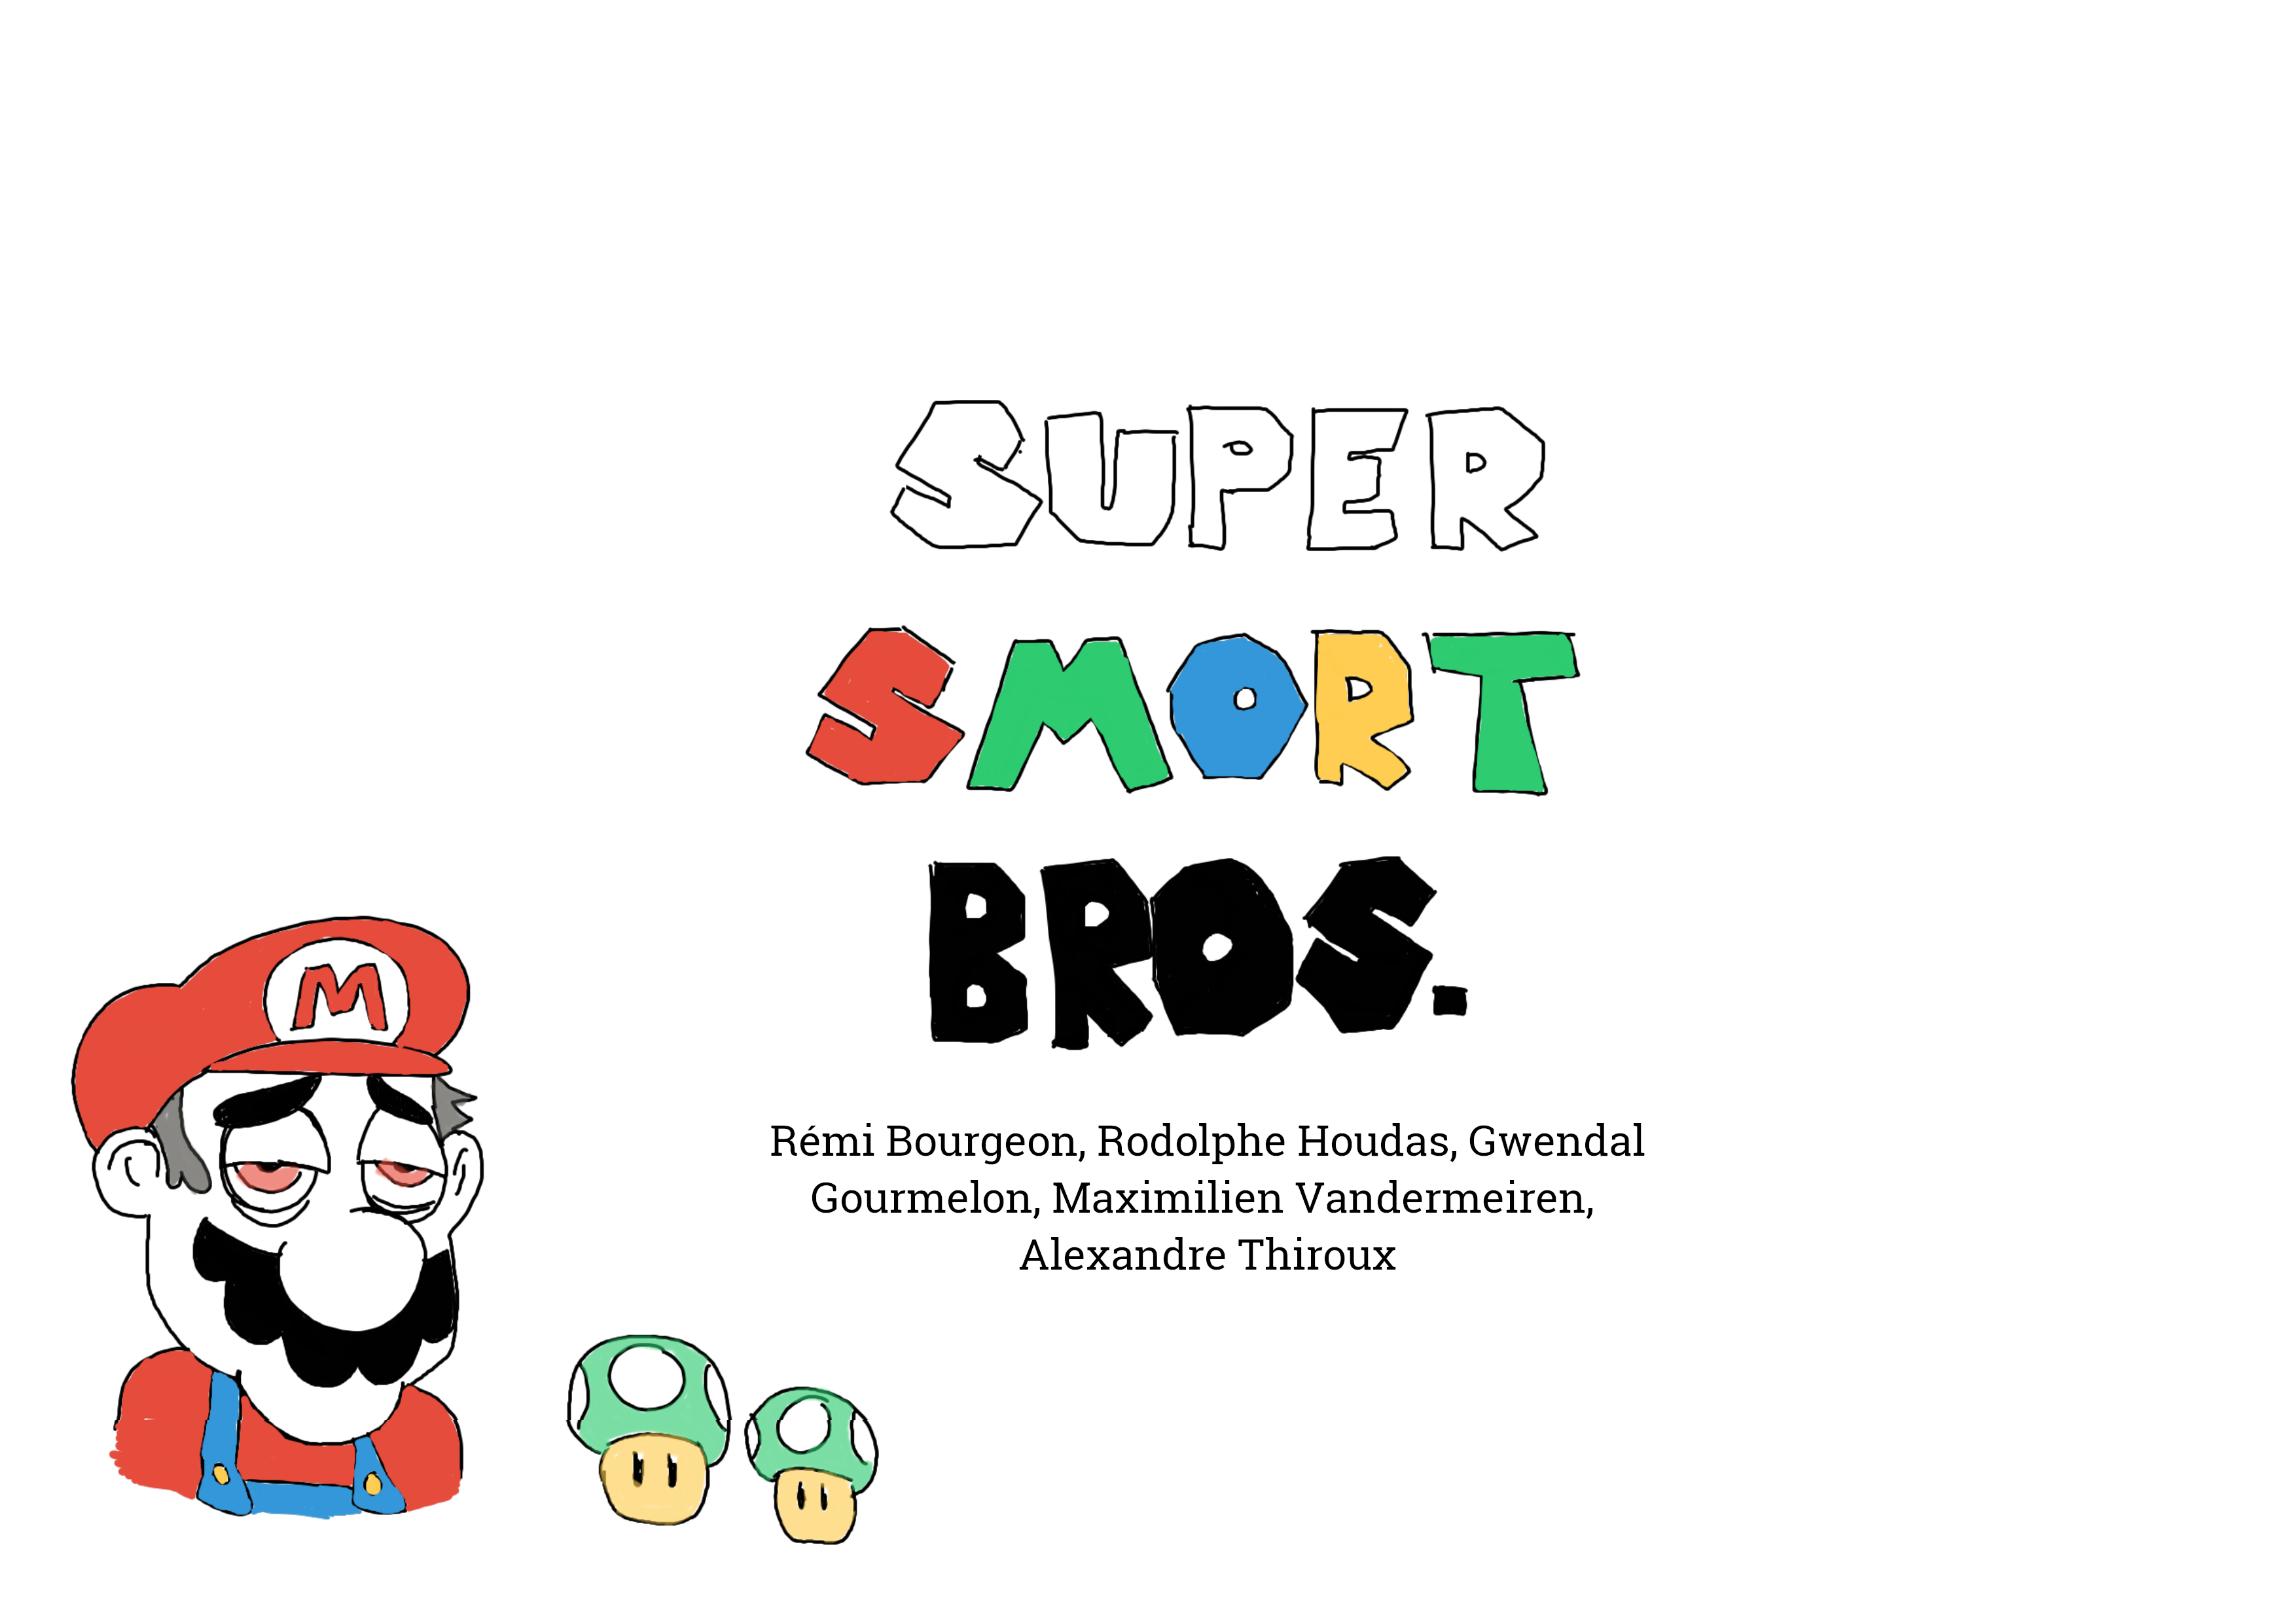 SUPER
SMORT
BROS.
M
Rémi Bourgeon, Rodolphe Houdas, Gwendal
Gourmelon, Maximilien Vandermeiren,
Alexandre Thiroux